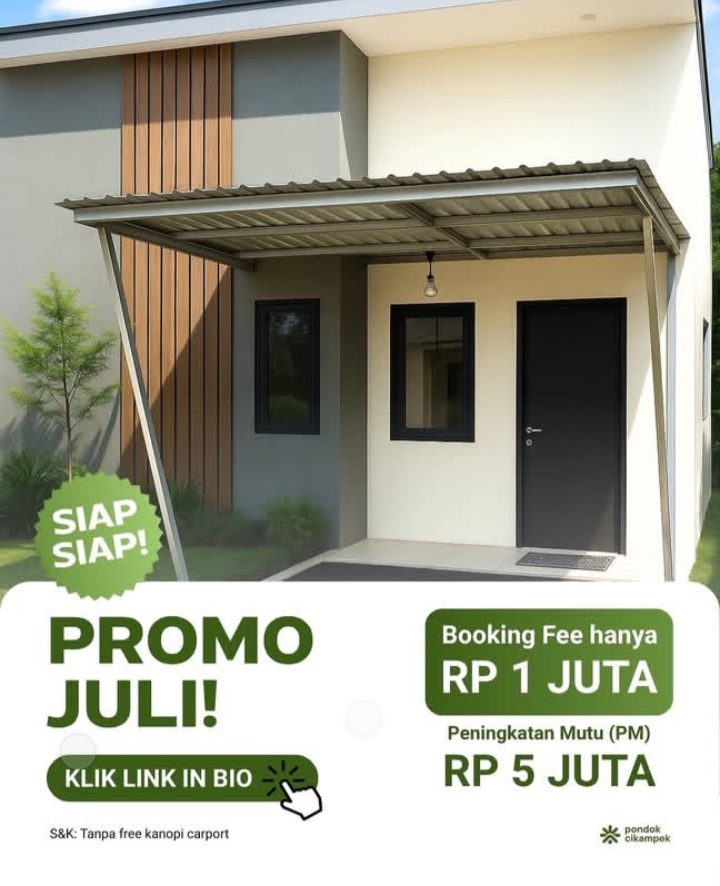 SIAP
SIAP!
PROMO
JULI!
KLIK LINK IN BIO
S&K: Tanpa free kanopi carport
Booking Fee hanya
RP 1 JUTA
Peningkatan Mutu (PM)
RP 5 JUTA
pondok
cikampek